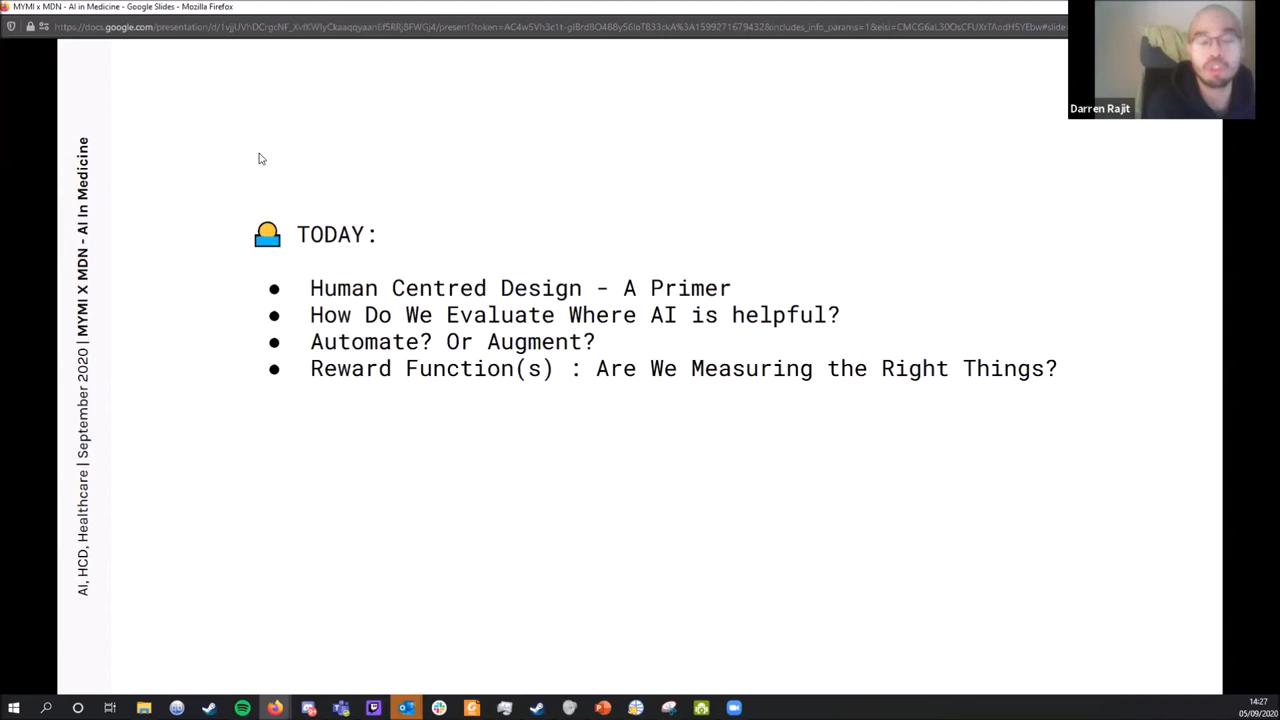 MYMI x MDN - AI in Medicine - Google Slides - Mozilla Firefox
Darren Rajit
AI, HCD, Healthcare | September 2020 | MYMI X MDN - AI In Medicine
TODAY:
● Human Centred Design - A Primer
● How Do We Evaluate Where AI is helpful?
● Automate? Or Augment?
● Reward Function(s) : Are We Measuring the Right Things?
14:27
05/09/2020